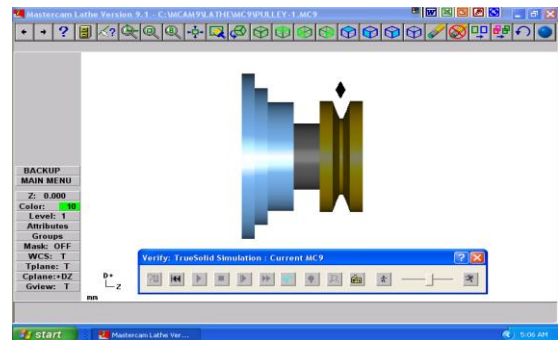 Mastercam Lathe Version 9.1 - C:\MCAM9\LATHE\MC9\PULLEY-1.MC9
BACKUP
MAIN MENU
Z: 0.000
Color: 10
Level: 1
Attributes
Groups
Mask: OFF
WCS: T
Tplane: T
Cplane:+DZ
Gview: T
D+
Z
mm
Verify: TrueSolid Simulation : Current MC9
start
Mastercam Lathe Ver...
5:06 AM